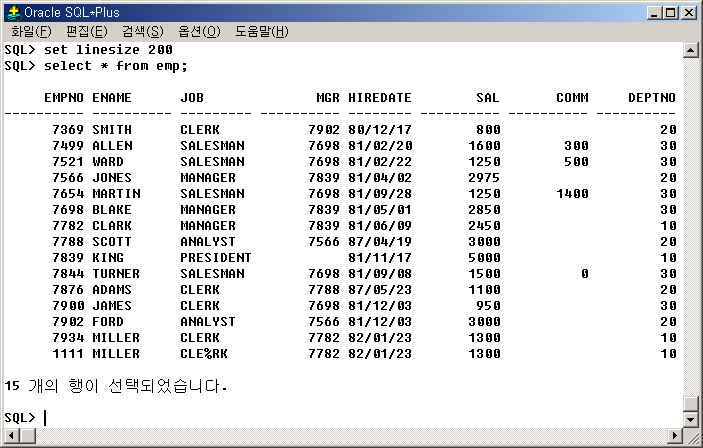 Oracle SQL*Plus
화일(F) 편집(E) 검색(S) 옵션(O) 도움말(H)
SQL> set linesize 200
SQL> select * from emp;
EMPNO ENAME JOB MGR HIREDATE SAL COMM DEPTNO
---------- ---------- --------- ---------- -------- ---------- ---------- ----------
7369 SMITH CLERK 7902 80/12/17 800 20
7499 ALLEN SALESMAN 7698 81/02/20 1600 300 30
7521 WARD SALESMAN 7698 81/02/22 1250 500 30
7566 JONES MANAGER 7839 81/04/02 2975 20
7654 MARTIN SALESMAN 7698 81/09/28 1250 1400 30
7698 BLAKE MANAGER 7839 81/05/01 2850 30
7782 CLARK MANAGER 7839 81/06/09 2450 10
7788 SCOTT ANALYST 7566 87/04/19 3000 20
7839 KING PRESIDENT 81/11/17 5000 10
7844 TURNER SALESMAN 7698 81/09/08 1500 0 30
7876 ADAMS CLERK 7788 87/05/23 1100 20
7900 JAMES CLERK 7698 81/12/03 950 30
7902 FORD ANALYST 7566 81/12/03 3000 20
7934 MILLER CLERK 7782 82/01/23 1300 10
1111 MILLER CLE%RK 7782 82/01/23 1300 10
15 개의 행이 선택되었습니다.
SQL>